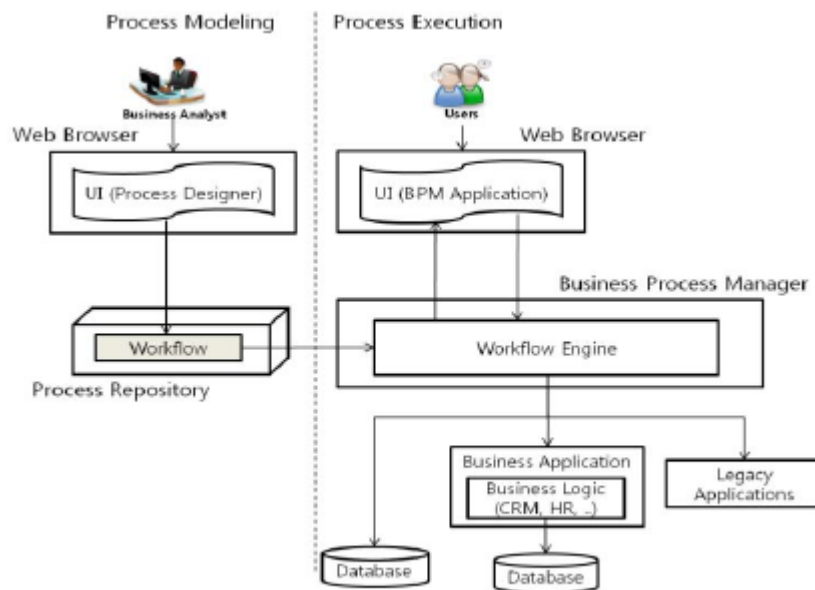 Process Modeling
Process Execution
Business Analyst
Users
Web Browser
Web Browser
UI (Process Designer)
UI (BPM Application)
Business Process Manager
Workflow
Workflow Engine
Process Repository
Business Application
Business Logic
(CRM, HR, ..)
Legacy
Applications
Database
Database